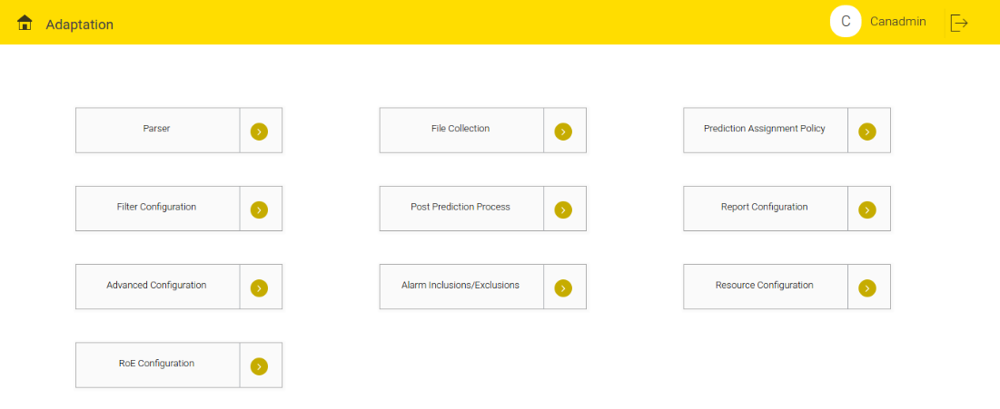 Adaptation
C Canadmin
Parser
File Collection
Prediction Assignment Policy
Filter Configuration
Post Prediction Process
Report Configuration
Advanced Configuration
Alarm Inclusions/Exclusions
Resource Configuration
RoE Configuration